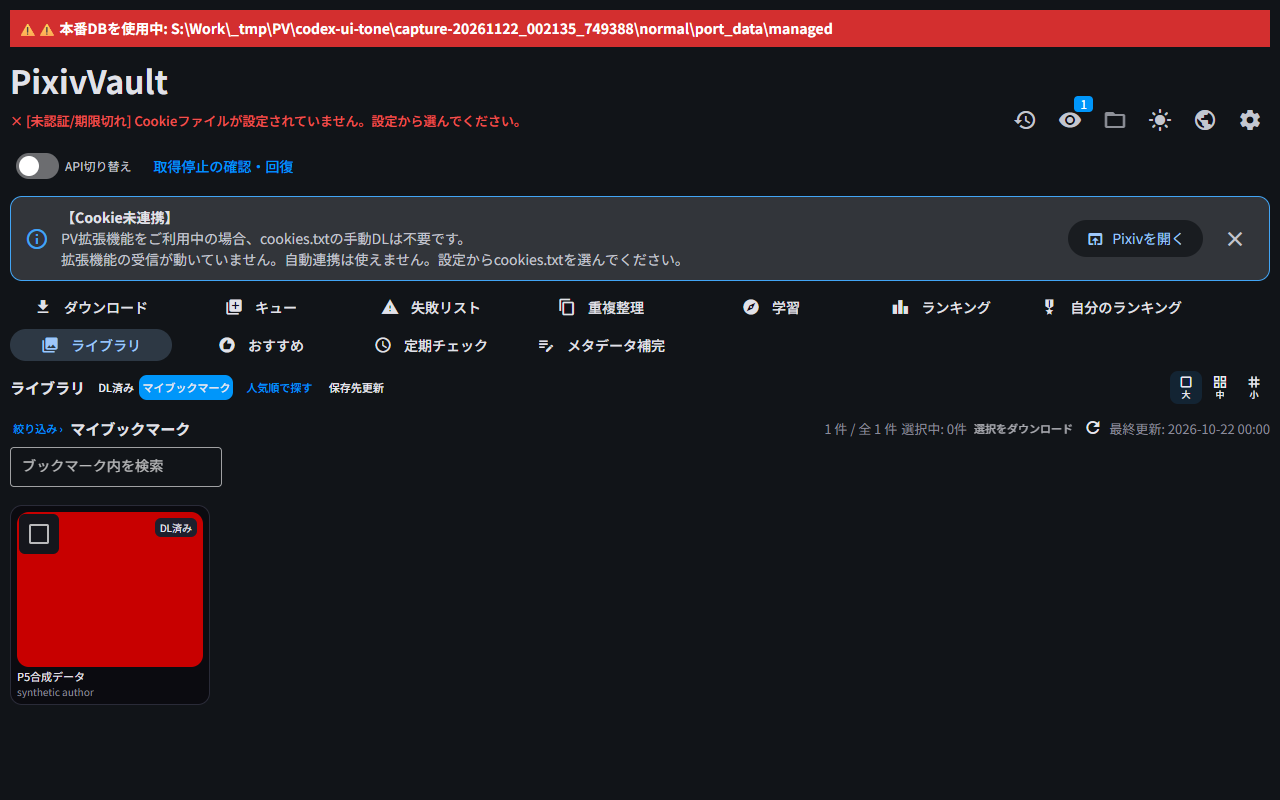 ⚠ ⚠ 本番DBを使用中: S:\Work\_tmp\PV\codex-ui-tone\capture-20261122_002135_749388\normal\port_data\managed
PixivVault
× [未認証/期限切れ] Cookieファイルが設定されていません。設定から選んでください。
1
API切り替え 取得停止の確認・回復
【Cookie未連携】
PV拡張機能をご利用中の場合、cookies.txtの手動DLは不要です。
拡張機能の受信が動いていません。自動連携は使えません。設定からcookies.txtを選んでください。
Pixivを開く
ダウンロード キュー 失敗リスト 重複整理 学習 ランキング 自分のランキング
ライブラリ おすすめ 定期チェック メタデータ補完
ライブラリ DL済み マイブックマーク 人気順で探す 保存先更新 大 中 小
絞り込み› マイブックマーク 1 件 / 全 1 件 選択中: 0件 選択をダウンロード 最終更新: 2026-10-22 00:00
ブックマーク内を検索
DL済み
P5合成データ
synthetic author